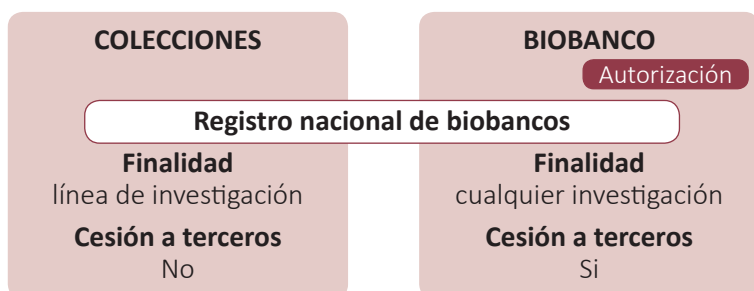 COLECCIONES
BIOBANCO
Autorización
Registro nacional de biobancos
Finalidad
línea de investigación
Cesión a terceros
No
Finalidad
cualquier investigación
Cesión a terceros
Si